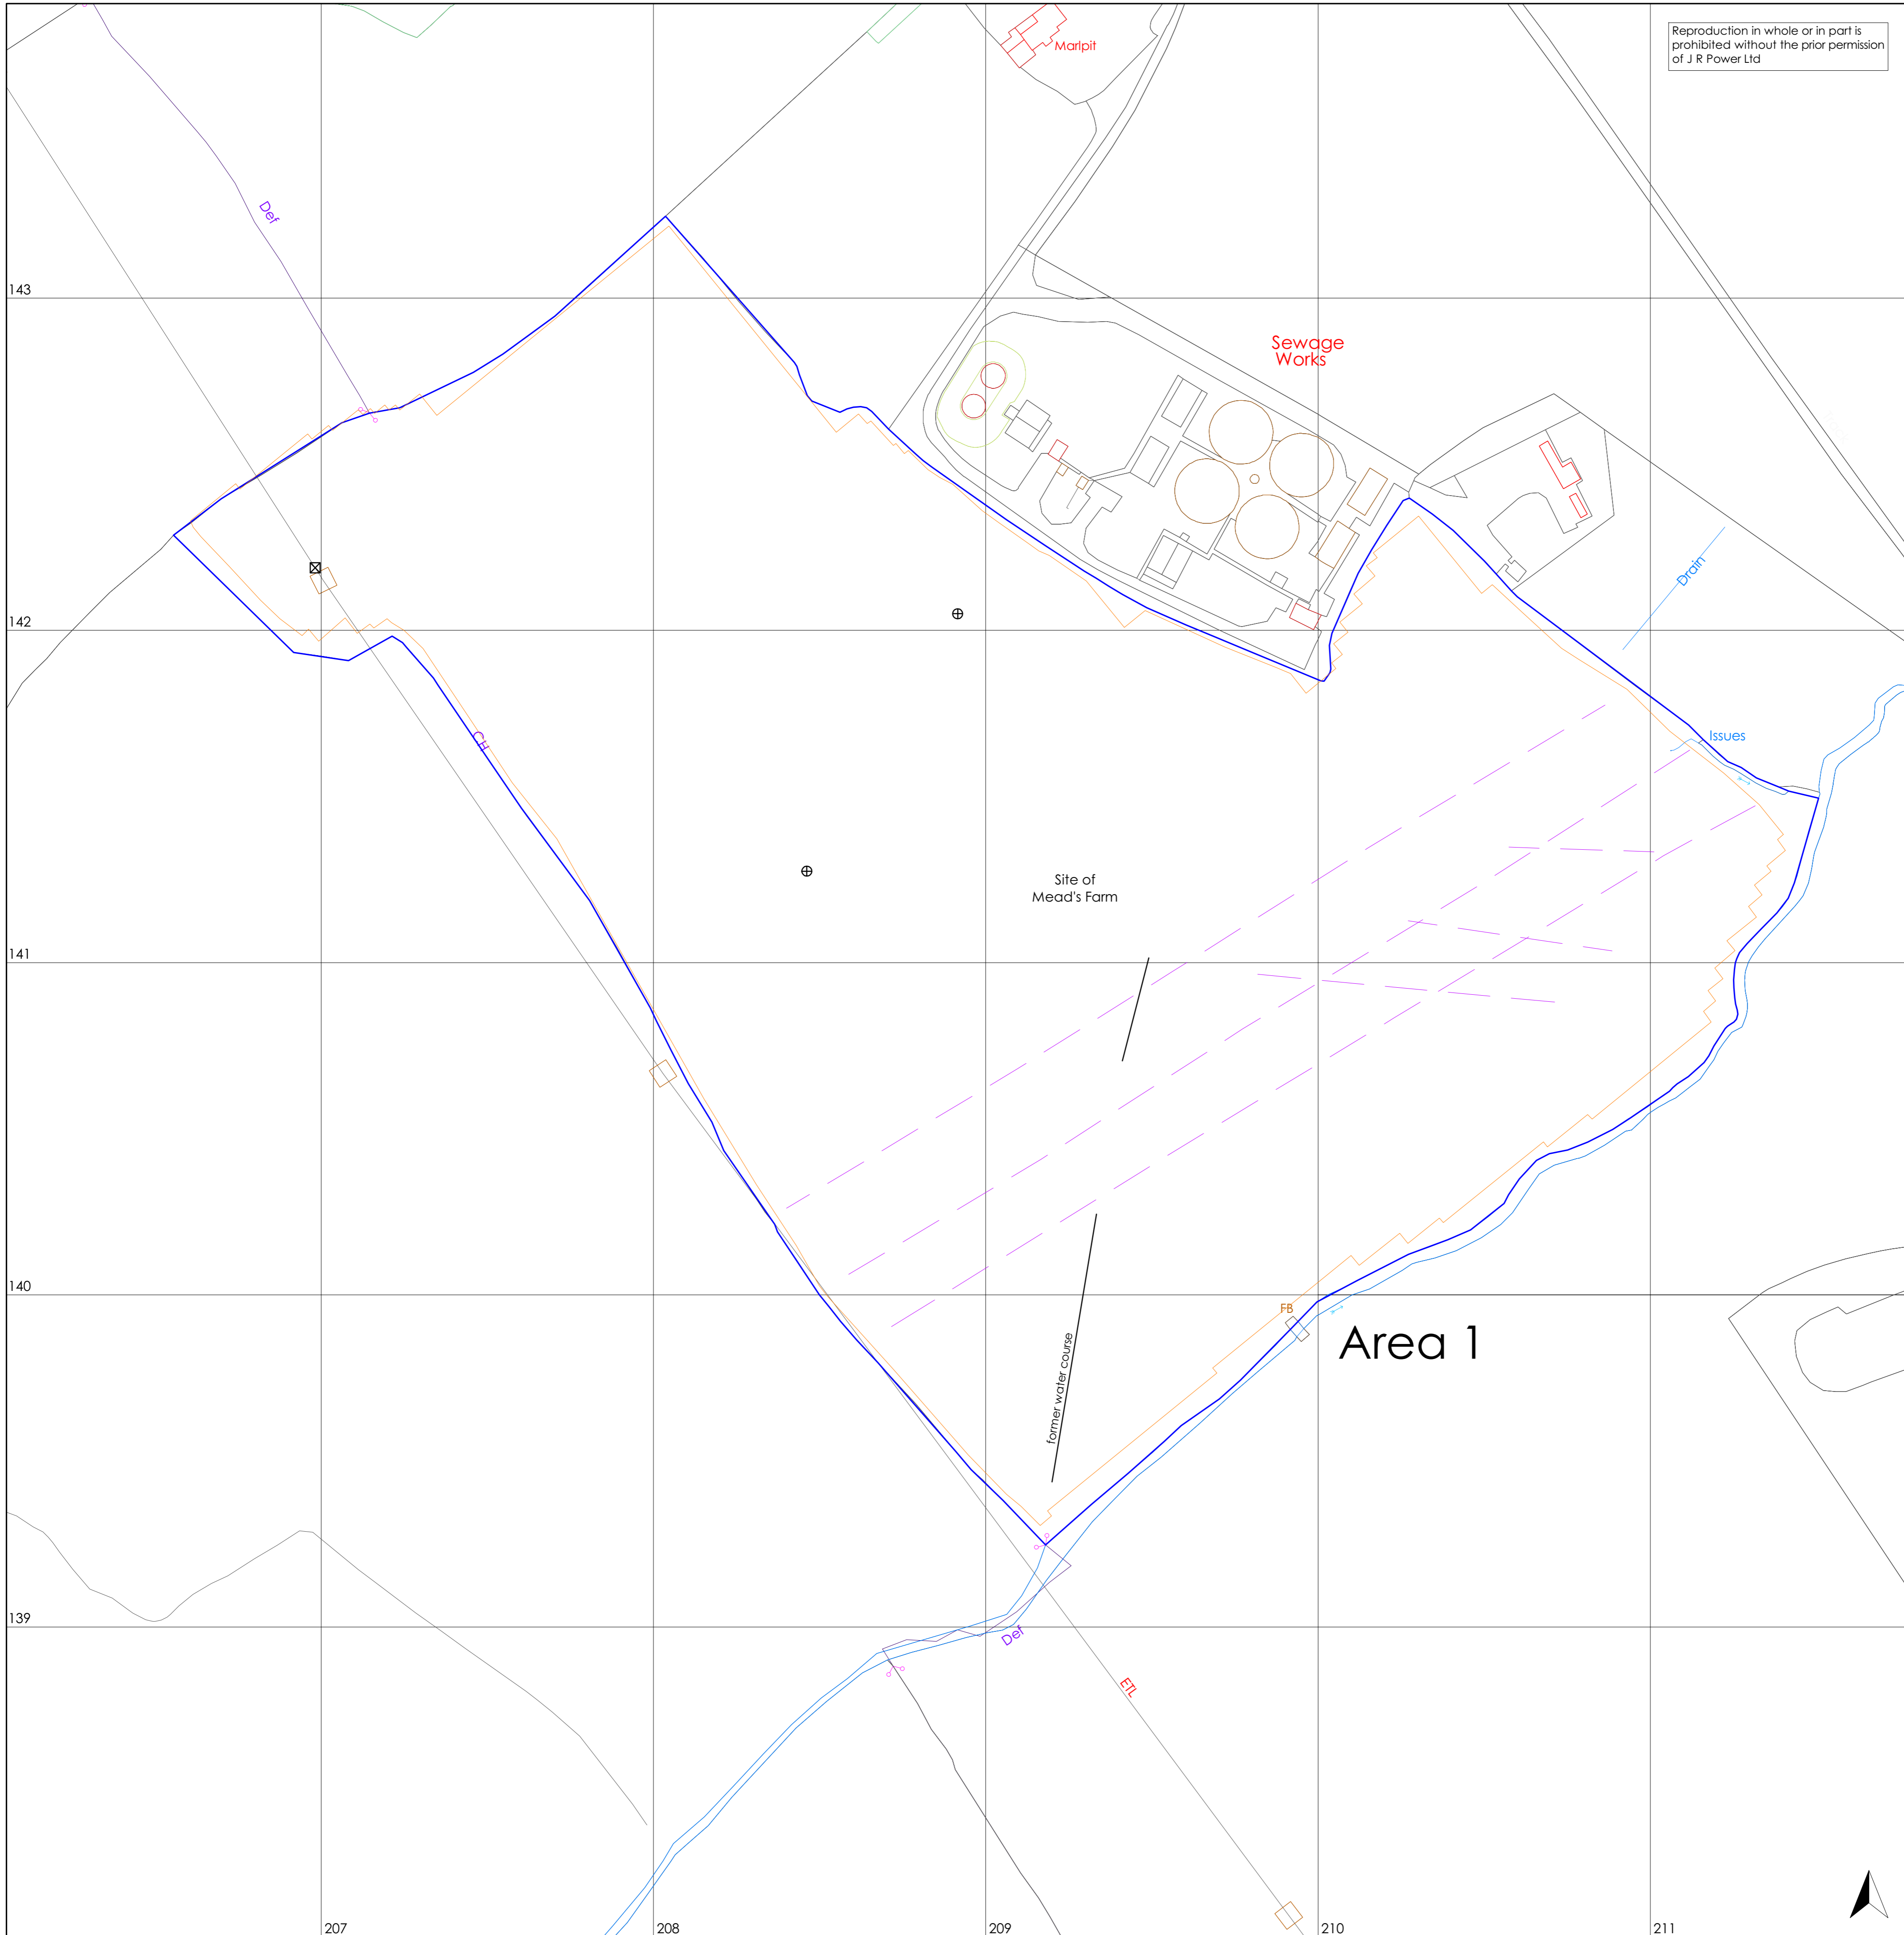 Reproduction in whole or in part is
prohibited without the prior permission
of J R Power Ltd
Marlpit
Def
143
Sewage
Works
Drain
142
Issues
CH
Site of
Mead's Farm
141
140
FB
Area 1
former water course
139
Def
ETL
207
208
209
210
211